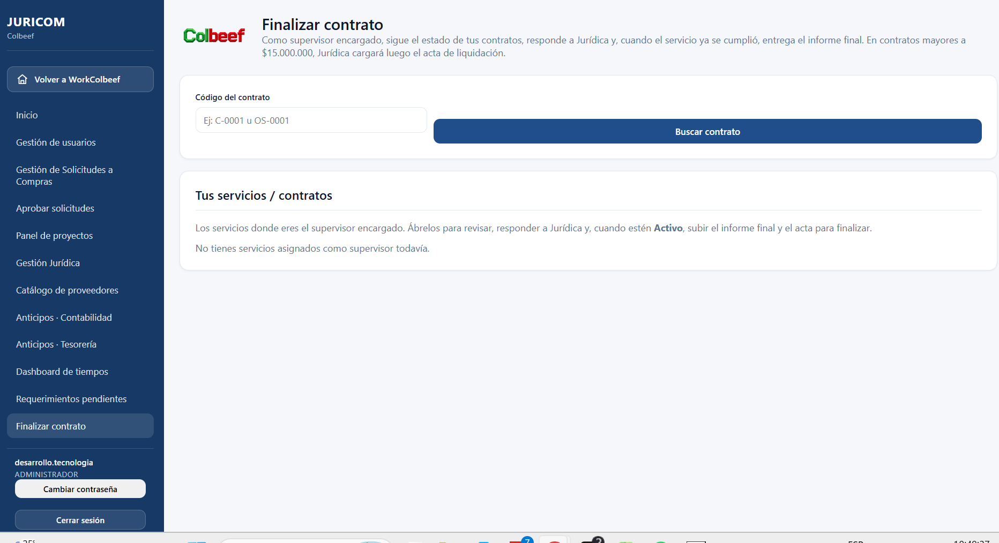 JURICOM
Colbeef
Volver a WorkColbeef
Inicio
Gestión de usuarios
Gestión de Solicitudes a
Compras
Aprobar solicitudes
Panel de proyectos
Gestión Jurídica
Catálogo de proveedores
Anticipos · Contabilidad
Anticipos · Tesorería
Dashboard de tiempos
Requerimientos pendientes
Finalizar contrato
desarrollo.tecnologia
ADMINISTRADOR
Cambiar contraseña
Cerrar sesión
Colbeef
Finalizar contrato
Como supervisor encargado, sigue el estado de tus contratos, responde a Jurídica y, cuando el servicio ya se cumplió, entrega el informe final. En contratos mayores a
$15.000.000, Jurídica cargará luego el acta de liquidación.
Código del contrato
Ej: C-0001 u OS-0001
Buscar contrato
Tus servicios / contratos
Los servicios donde eres el supervisor encargado. Ábrelos para revisar, responder a Jurídica y, cuando estén Activo, subir el informe final y el acta para finalizar.
No tienes servicios asignados como supervisor todavía.
7
2